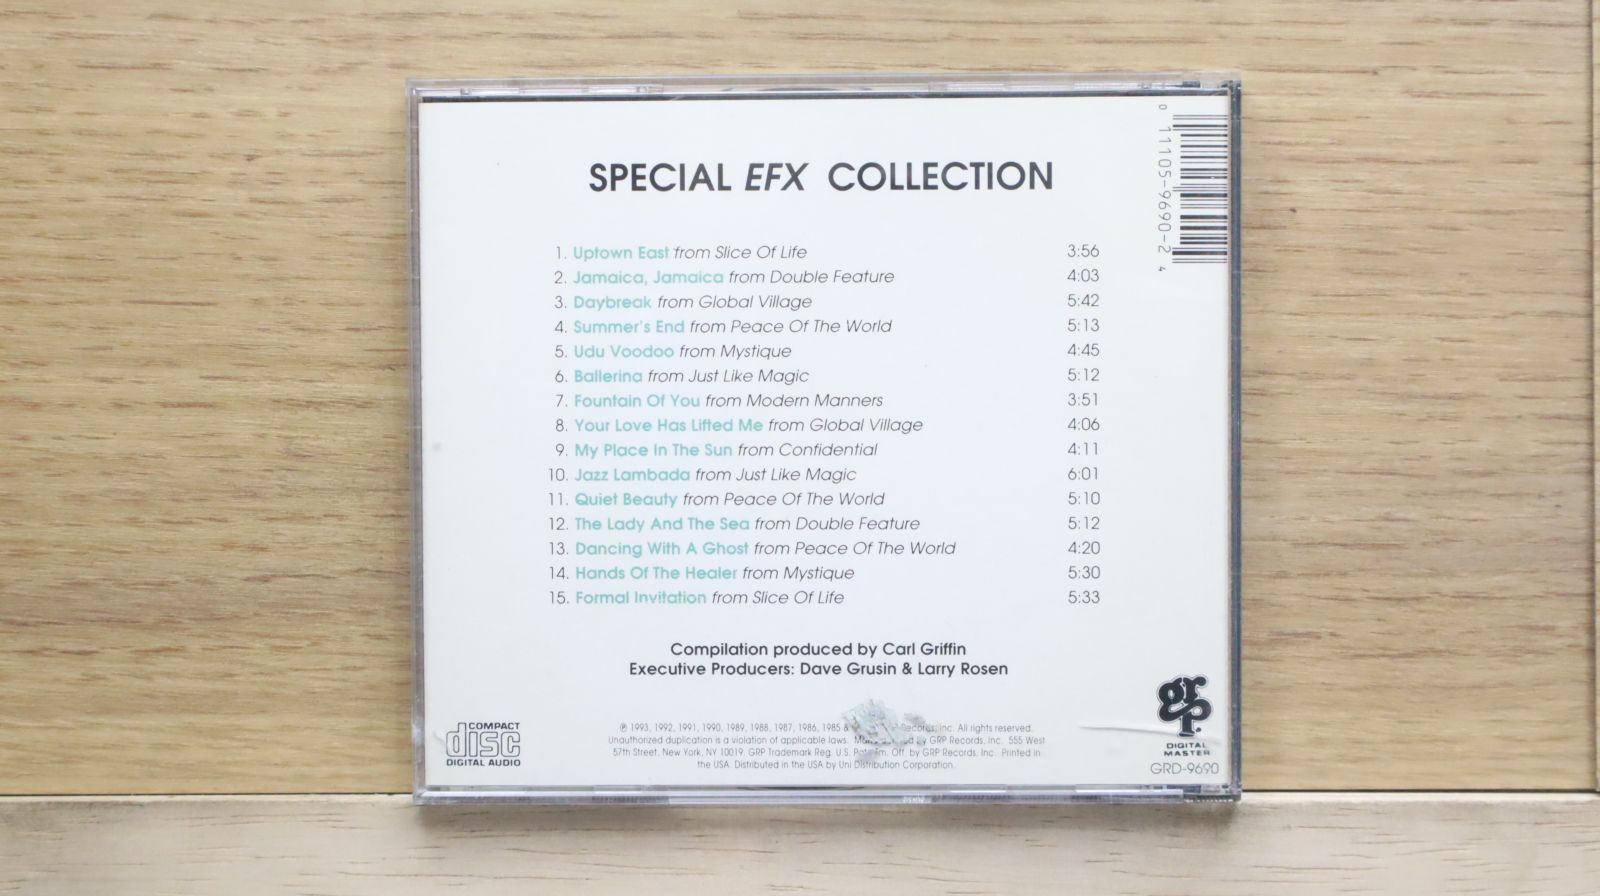 SPECIAL EFX COLLECTION
0 11105-9690-2 4
1. Uptown East from Slice Of Life 3:56
2. Jamaica, Jamaica from Double Feature 4:03
3. Daybreak from Global Village 5:42
4. Summer's End from Peace Of The World 5:13
5. Udu Voodoo from Mystique 4:45
6. Ballerina from Just Like Magic 5:12
7. Fountain Of You from Modern Manners 3:51
8. Your Love Has Lifted Me from Global Village 4:06
9. My Place In The Sun from Confidential 4:11
10. Jazz Lambada from Just Like Magic 6:01
11. Quiet Beauty from Peace Of The World 5:10
12. The Lady And The Sea from Double Feature 5:12
13. Dancing With A Ghost from Peace Of The World 4:20
14. Hands Of The Healer from Mystique 5:30
15. Formal Invitation from Slice Of Life 5:33
Compilation produced by Carl Griffin
Executive Producers: Dave Grusin & Larry Rosen
℗ 1993, 1992, 1991, 1990, 1989, 1988, 1987, 1986, 1985 & Records, Inc. All rights reserved.
Unauthorized duplication is a violation of applicable laws. by GRP Records, Inc. 555 West
57th Street, New York, NY 10019. GRP Trademark Reg. U.S. Off. by GRP Records, Inc. Printed in
the USA. Distributed in the USA by Uni Distribution Corporation.
COMPACT
disc
DIGITAL AUDIO
grp
DIGITAL
MASTER
GRD-9690